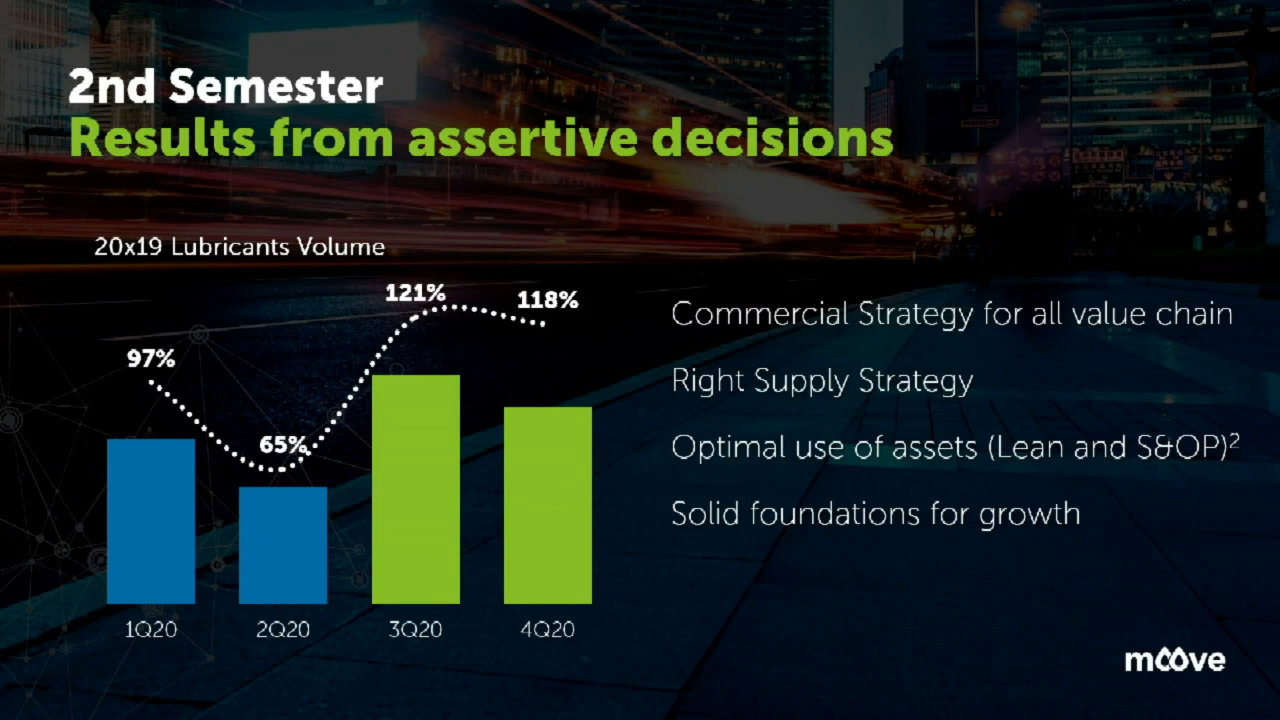 2nd Semester
Results from assertive decisions
20x19 Lubricants Volume
97%
65%
121%
118%
1Q20
2Q20
3Q20
4Q20
Commercial Strategy for all value chain
Right Supply Strategy
Optimal use of assets (Lean and S&OP)²
Solid foundations for growth
moove